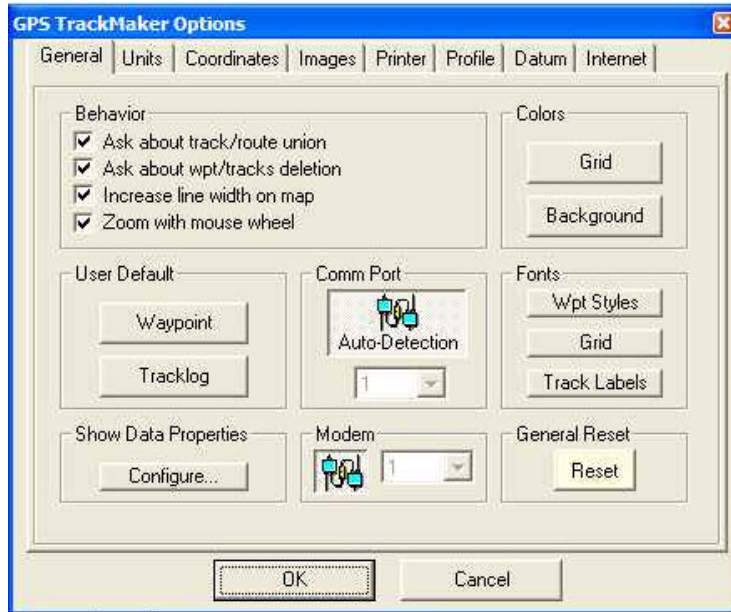 GPS TrackMaker Options
General Units Coordinates Images Printer Profile Datum Internet
Behavior
Ask about track/route union
Ask about wpt/tracks deletion
Increase line width on map
Zoom with mouse wheel
Colors
Grid
Background
User Default
Waypoint
Tracklog
Comm Port
Auto-Detection
1
Fonts
Wpt Styles
Grid
Track Labels
Show Data Properties
Configure...
Modem
1
General Reset
Reset
OK
Cancel